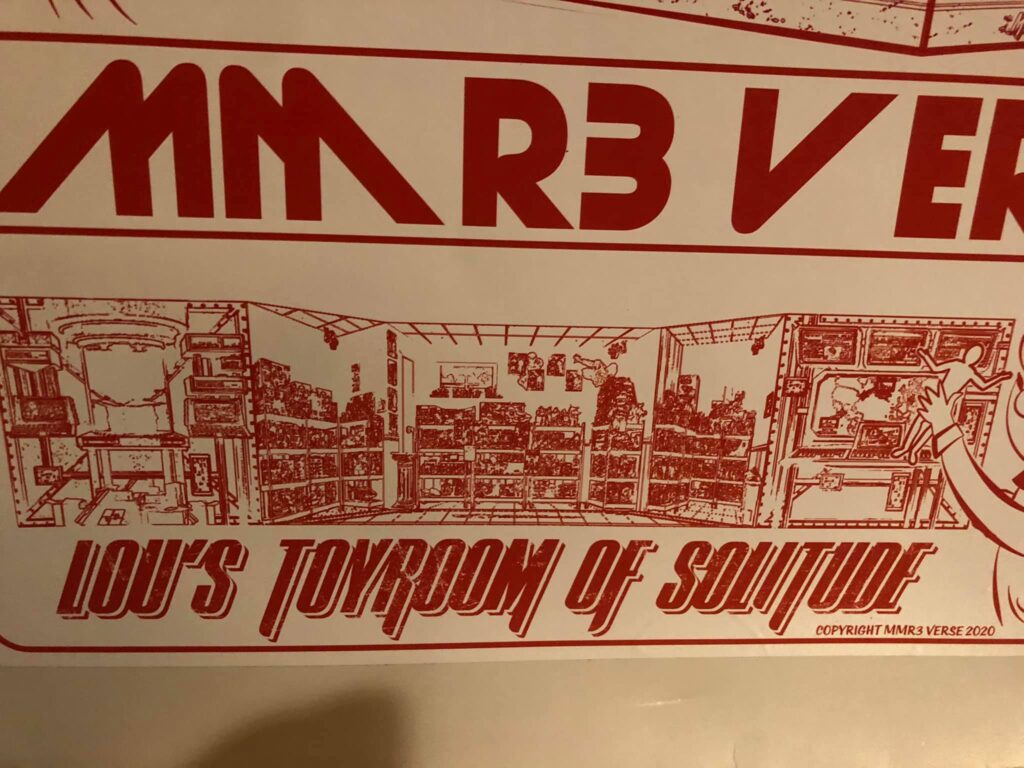 MMR3 VER
LOU'S TOYROOM OF SOLITUDE
COPYRIGHT MMR3 VERSE 2020